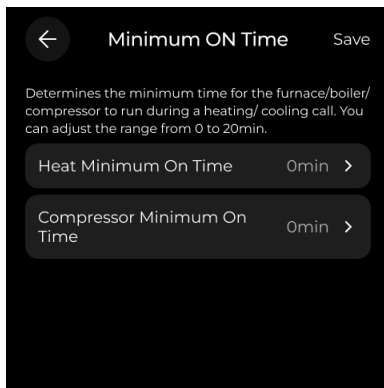 Minimum ON Time
Save
Determines the minimum time for the furnace/boiler/
compressor to run during a heating/ cooling call. You
can adjust the range from 0 to 20min.
Heat Minimum On Time 0min
Compressor Minimum On
Time
0min